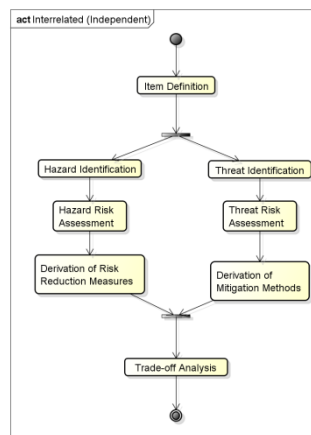 act Interrelated (Independent)
Item Definition
Hazard Identification
Threat Identification
Hazard Risk
Assessment
Threat Risk
Assessment
Derivation of Risk
Reduction Measures
Derivation of
Mitigation Methods
Trade-off Analysis